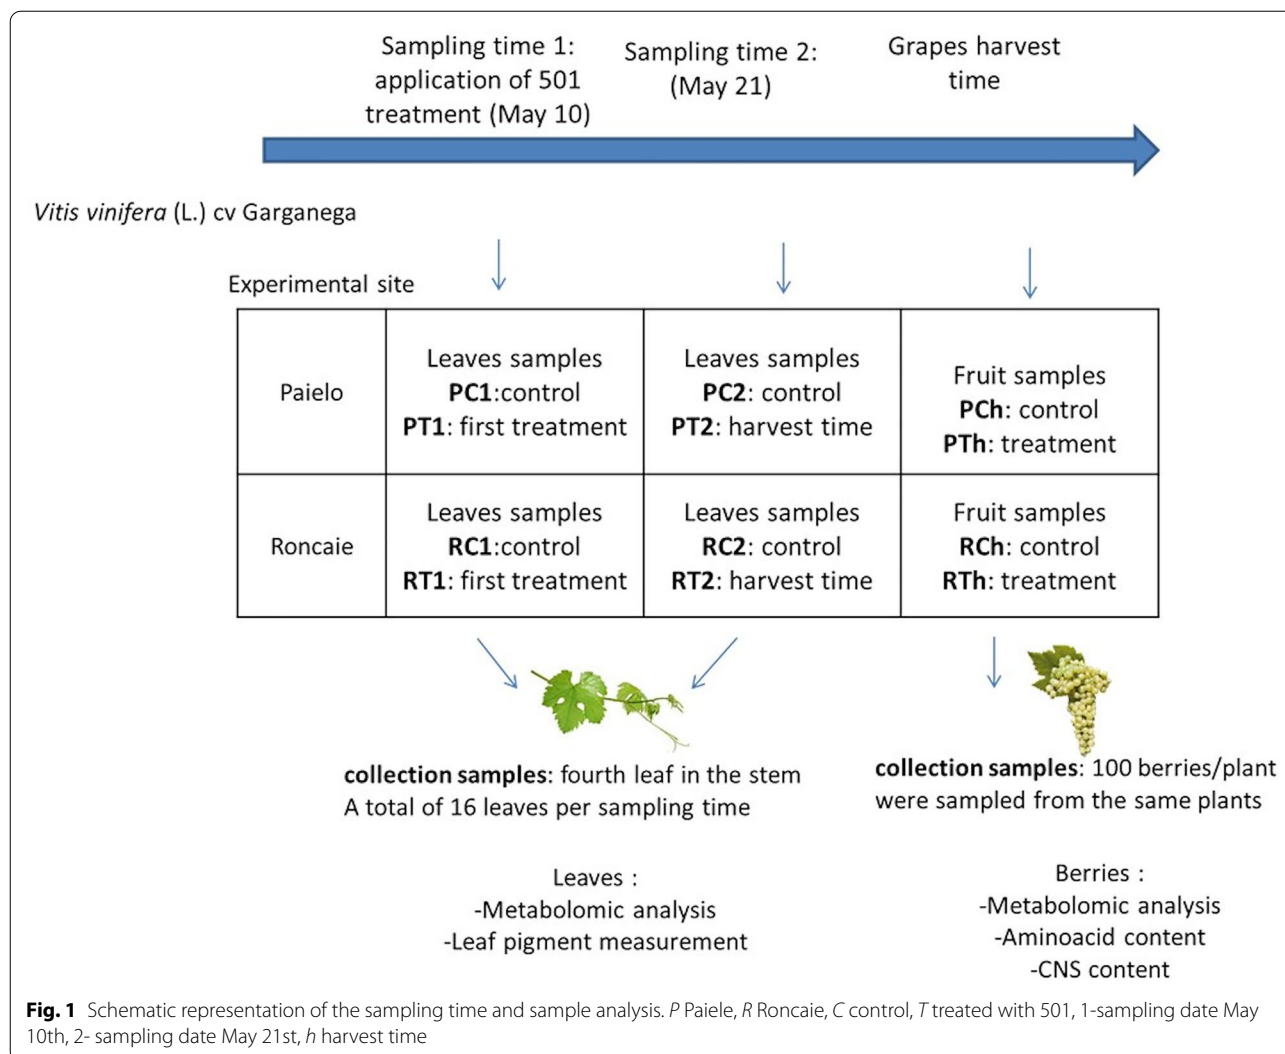 Sampling time 1:
application of 501
treatment (May 10)
Sampling time 2:
(May 21)
Grapes harvest
time
Vitis vinifera (L.) cv Garganega
Experimental site
Paielo
Leaves samples
PC1:control
PT1: first treatment
Leaves samples
PC2: control
PT2: harvest time
Fruit samples
PCh: control
PTh: treatment
Roncaie
Leaves samples
RC1:control
RT1: first treatment
Leaves samples
RC2: control
RT2: harvest time
Fruit samples
RCh: control
RTh: treatment
collection samples: fourth leaf in the stem
A total of 16 leaves per sampling time
collection samples: 100 berries/plant
were sampled from the same plants
Leaves :
-Metabolomic analysis
-Leaf pigment measurement
Berries :
-Metabolomic analysis
-Aminoacid content
-CNS content
Fig. 1 Schematic representation of the sampling time and sample analysis. P Paiele, R Roncaie, C control, T treated with 501, 1-sampling date May
10th, 2- sampling date May 21st, h harvest time